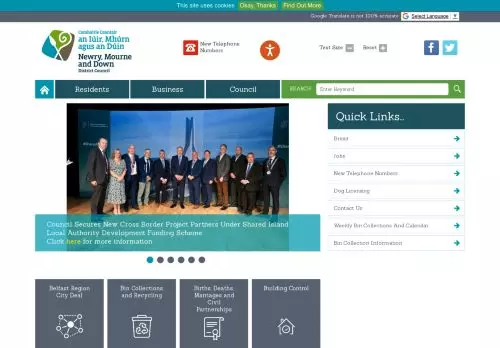 This site uses cookies Okay, Thanks Find Out More
Google Translate is not 100% accurate Select Language
Comhairle Ceantair
an Iúir, Mhúrn
agus an Dúin
Newry, Mourne
and Down
District Council
New Telephone
Numbers
Text Size
Reset
Residents
Business
Council
SEARCH
Enter Keyword
Council Secures New Cross Border Project Partners Under Shared Island
Local Authority Development Funding Scheme
Click here for more information
Quick Links..
Brexit
Jobs
New Telephone Numbers
Dog Licensing
Contact Us
Weekly Bin Collections And Calendar
Bin Collection Information
Belfast Region
City Deal
Bin Collections
and Recycling
Births Deaths
Marriages and
Civil
Partnerships
Building Control